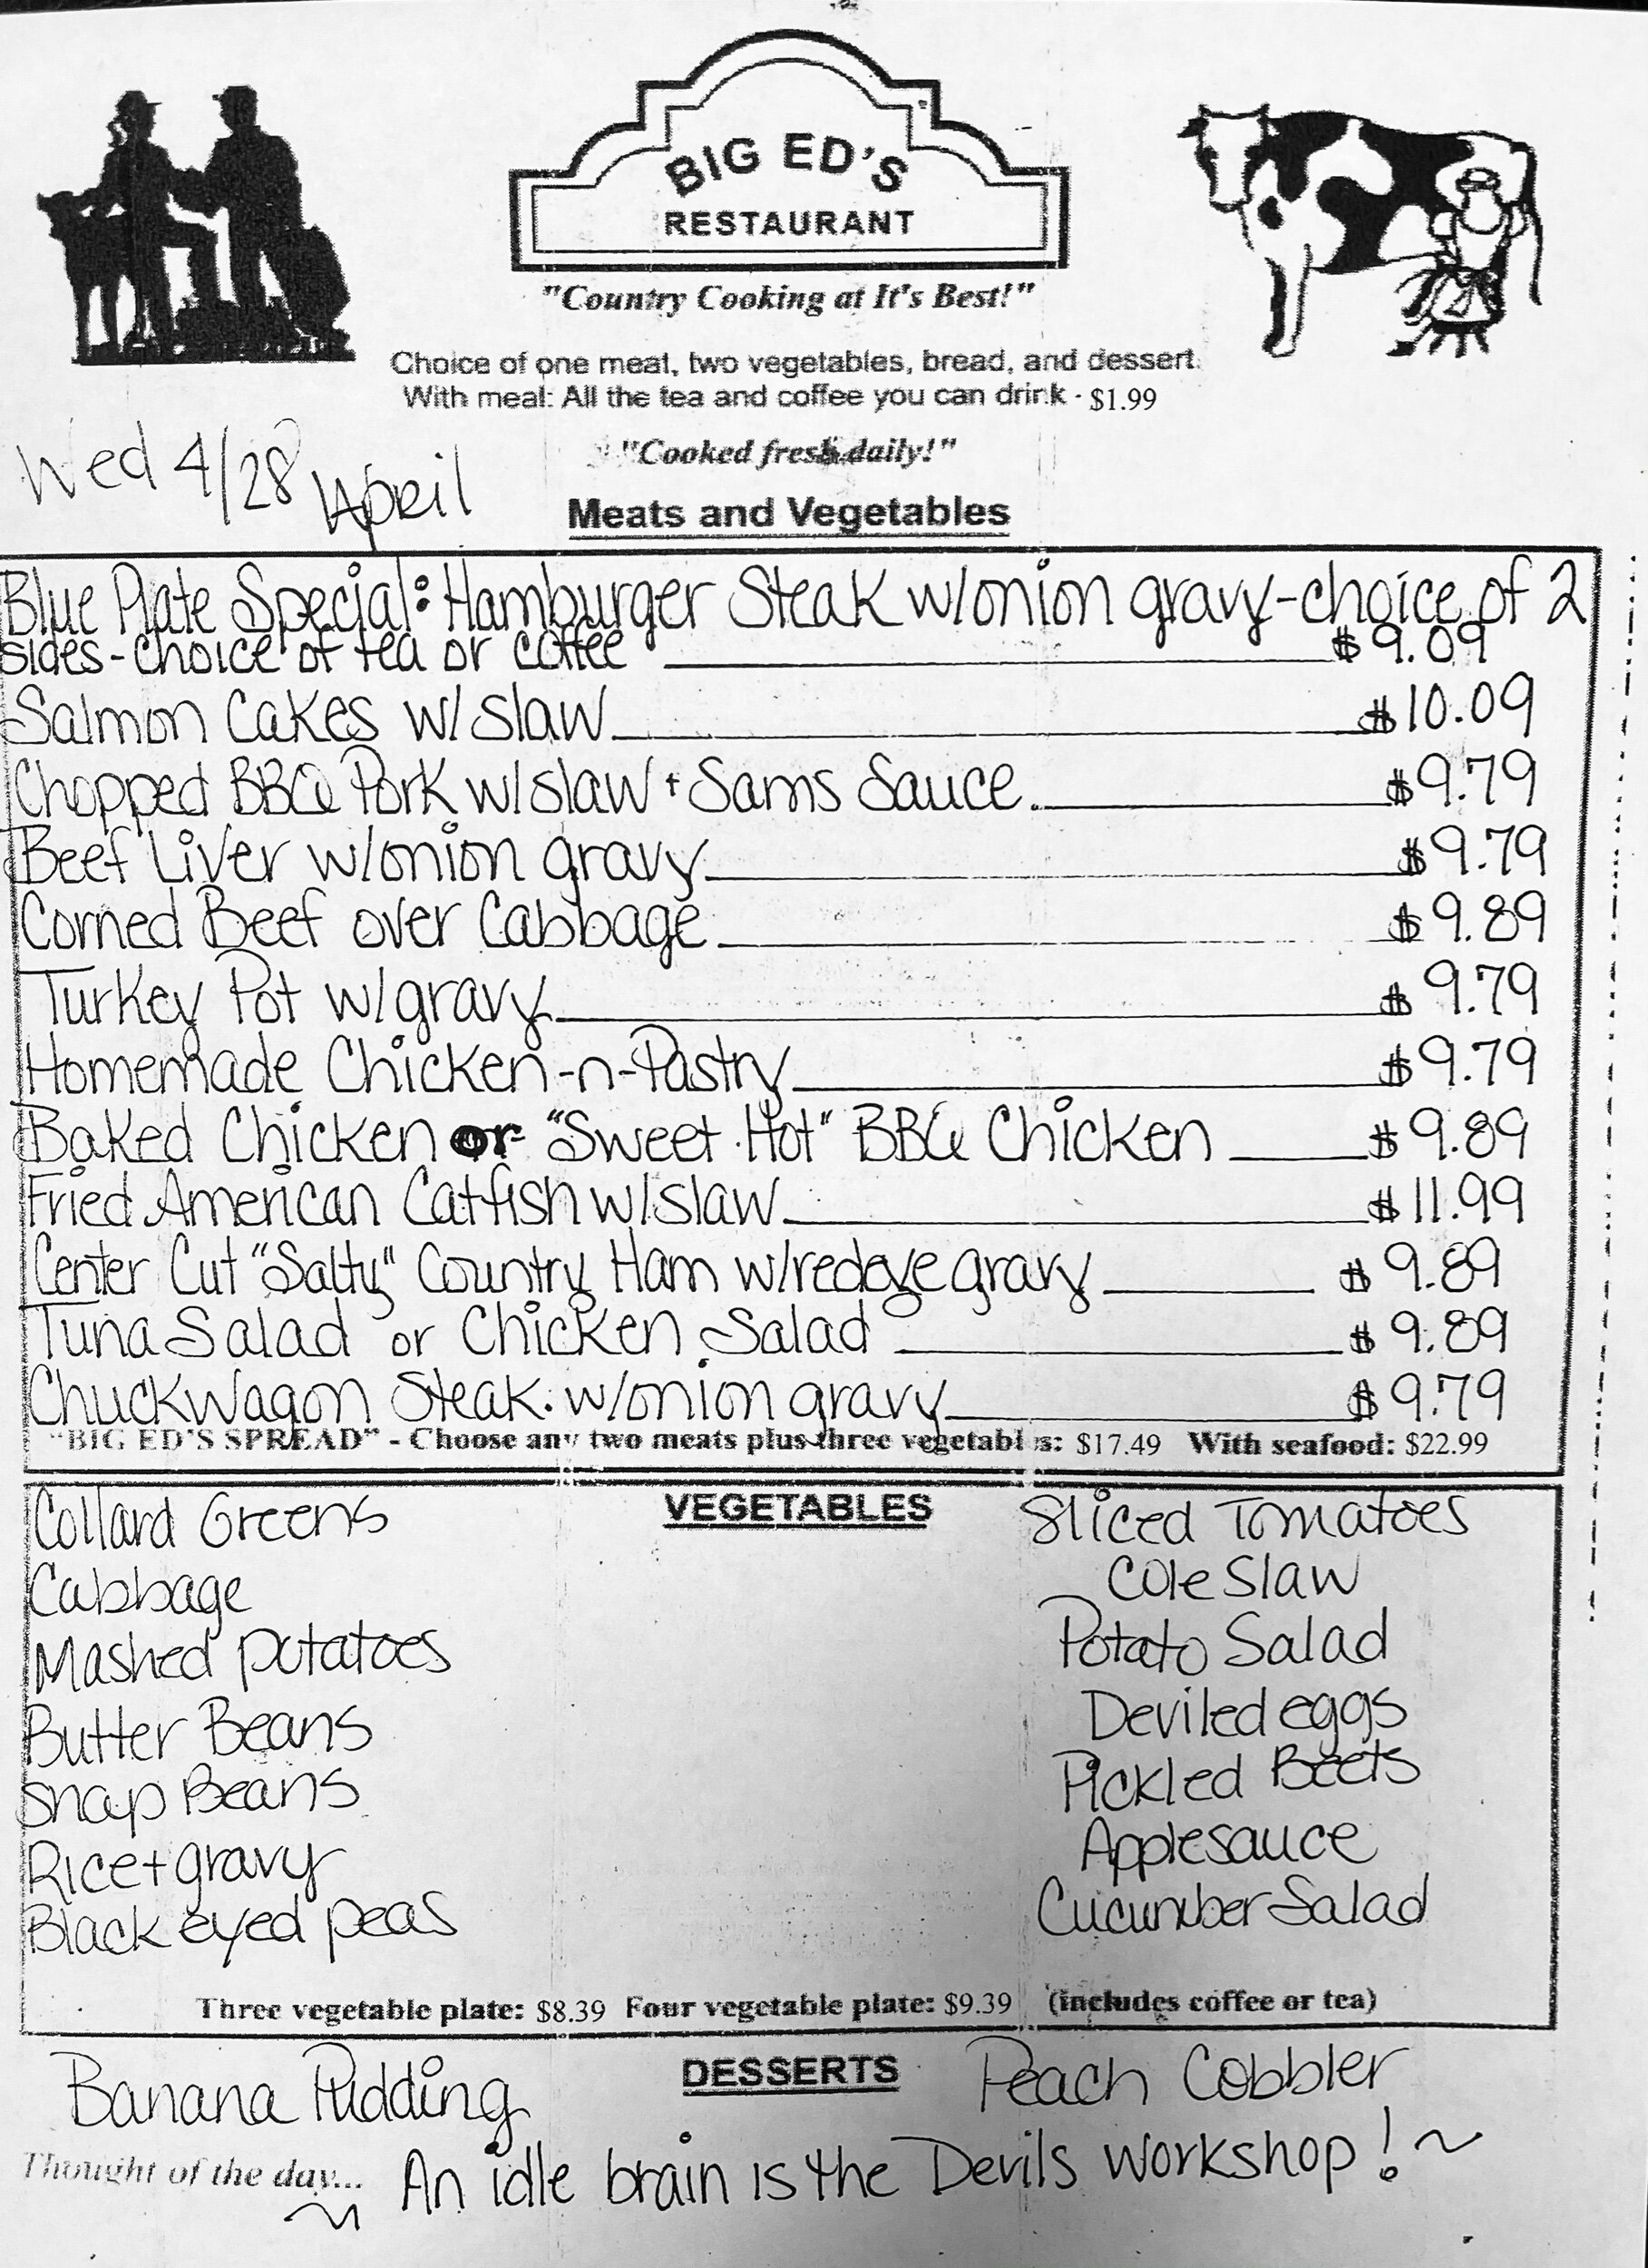 BIG ED'S
RESTAURANT
"Country Cooking at It's Best!"
Choice of one meat, two vegetables, bread, and dessert.
With meal: All the tea and coffee you can drink - $1.99
"Cooked fresh daily!"
Wed 4/28 April
Meats and Vegetables
Blue Plate Special: Hamburger Steak w/onion gravy-choice of 2
sides-choice of tea or coffee $9.09
Salmon Cakes w/slaw $10.09
Chopped BBQ Pork w/slaw + Sams Sauce $9.79
Beef Liver w/onion gravy $9.79
Corned Beef over Cabbage $9.89
Turkey Pot w/gravy $9.79
Homemade Chicken-n-Pastry $9.79
Baked Chicken or "Sweet Hot" BBQ Chicken $9.89
Fried American Catfish w/slaw $11.99
Center Cut "Salty" Country Ham w/redeye gravy $9.89
Tuna Salad or Chicken Salad $9.89
Chuckwagon Steak w/onion gravy $9.79
"BIG ED'S SPREAD" - Choose any two meats plus three vegetables: $17.49 With seafood: $22.99
VEGETABLES
Collard Greens
Cabbage
Mashed potatoes
Butter Beans
Snap Beans
Rice + gravy
Black eyed peas
Sliced Tomatoes
Cole Slaw
Potato Salad
Deviled eggs
Pickled Beets
Applesauce
Cucumber Salad
Three vegetable plate: $8.39 Four vegetable plate: $9.39 (includes coffee or tea)
DESSERTS
Banana Pudding
Peach Cobbler
Thought of the day... An idle brain is the Devils workshop! ~